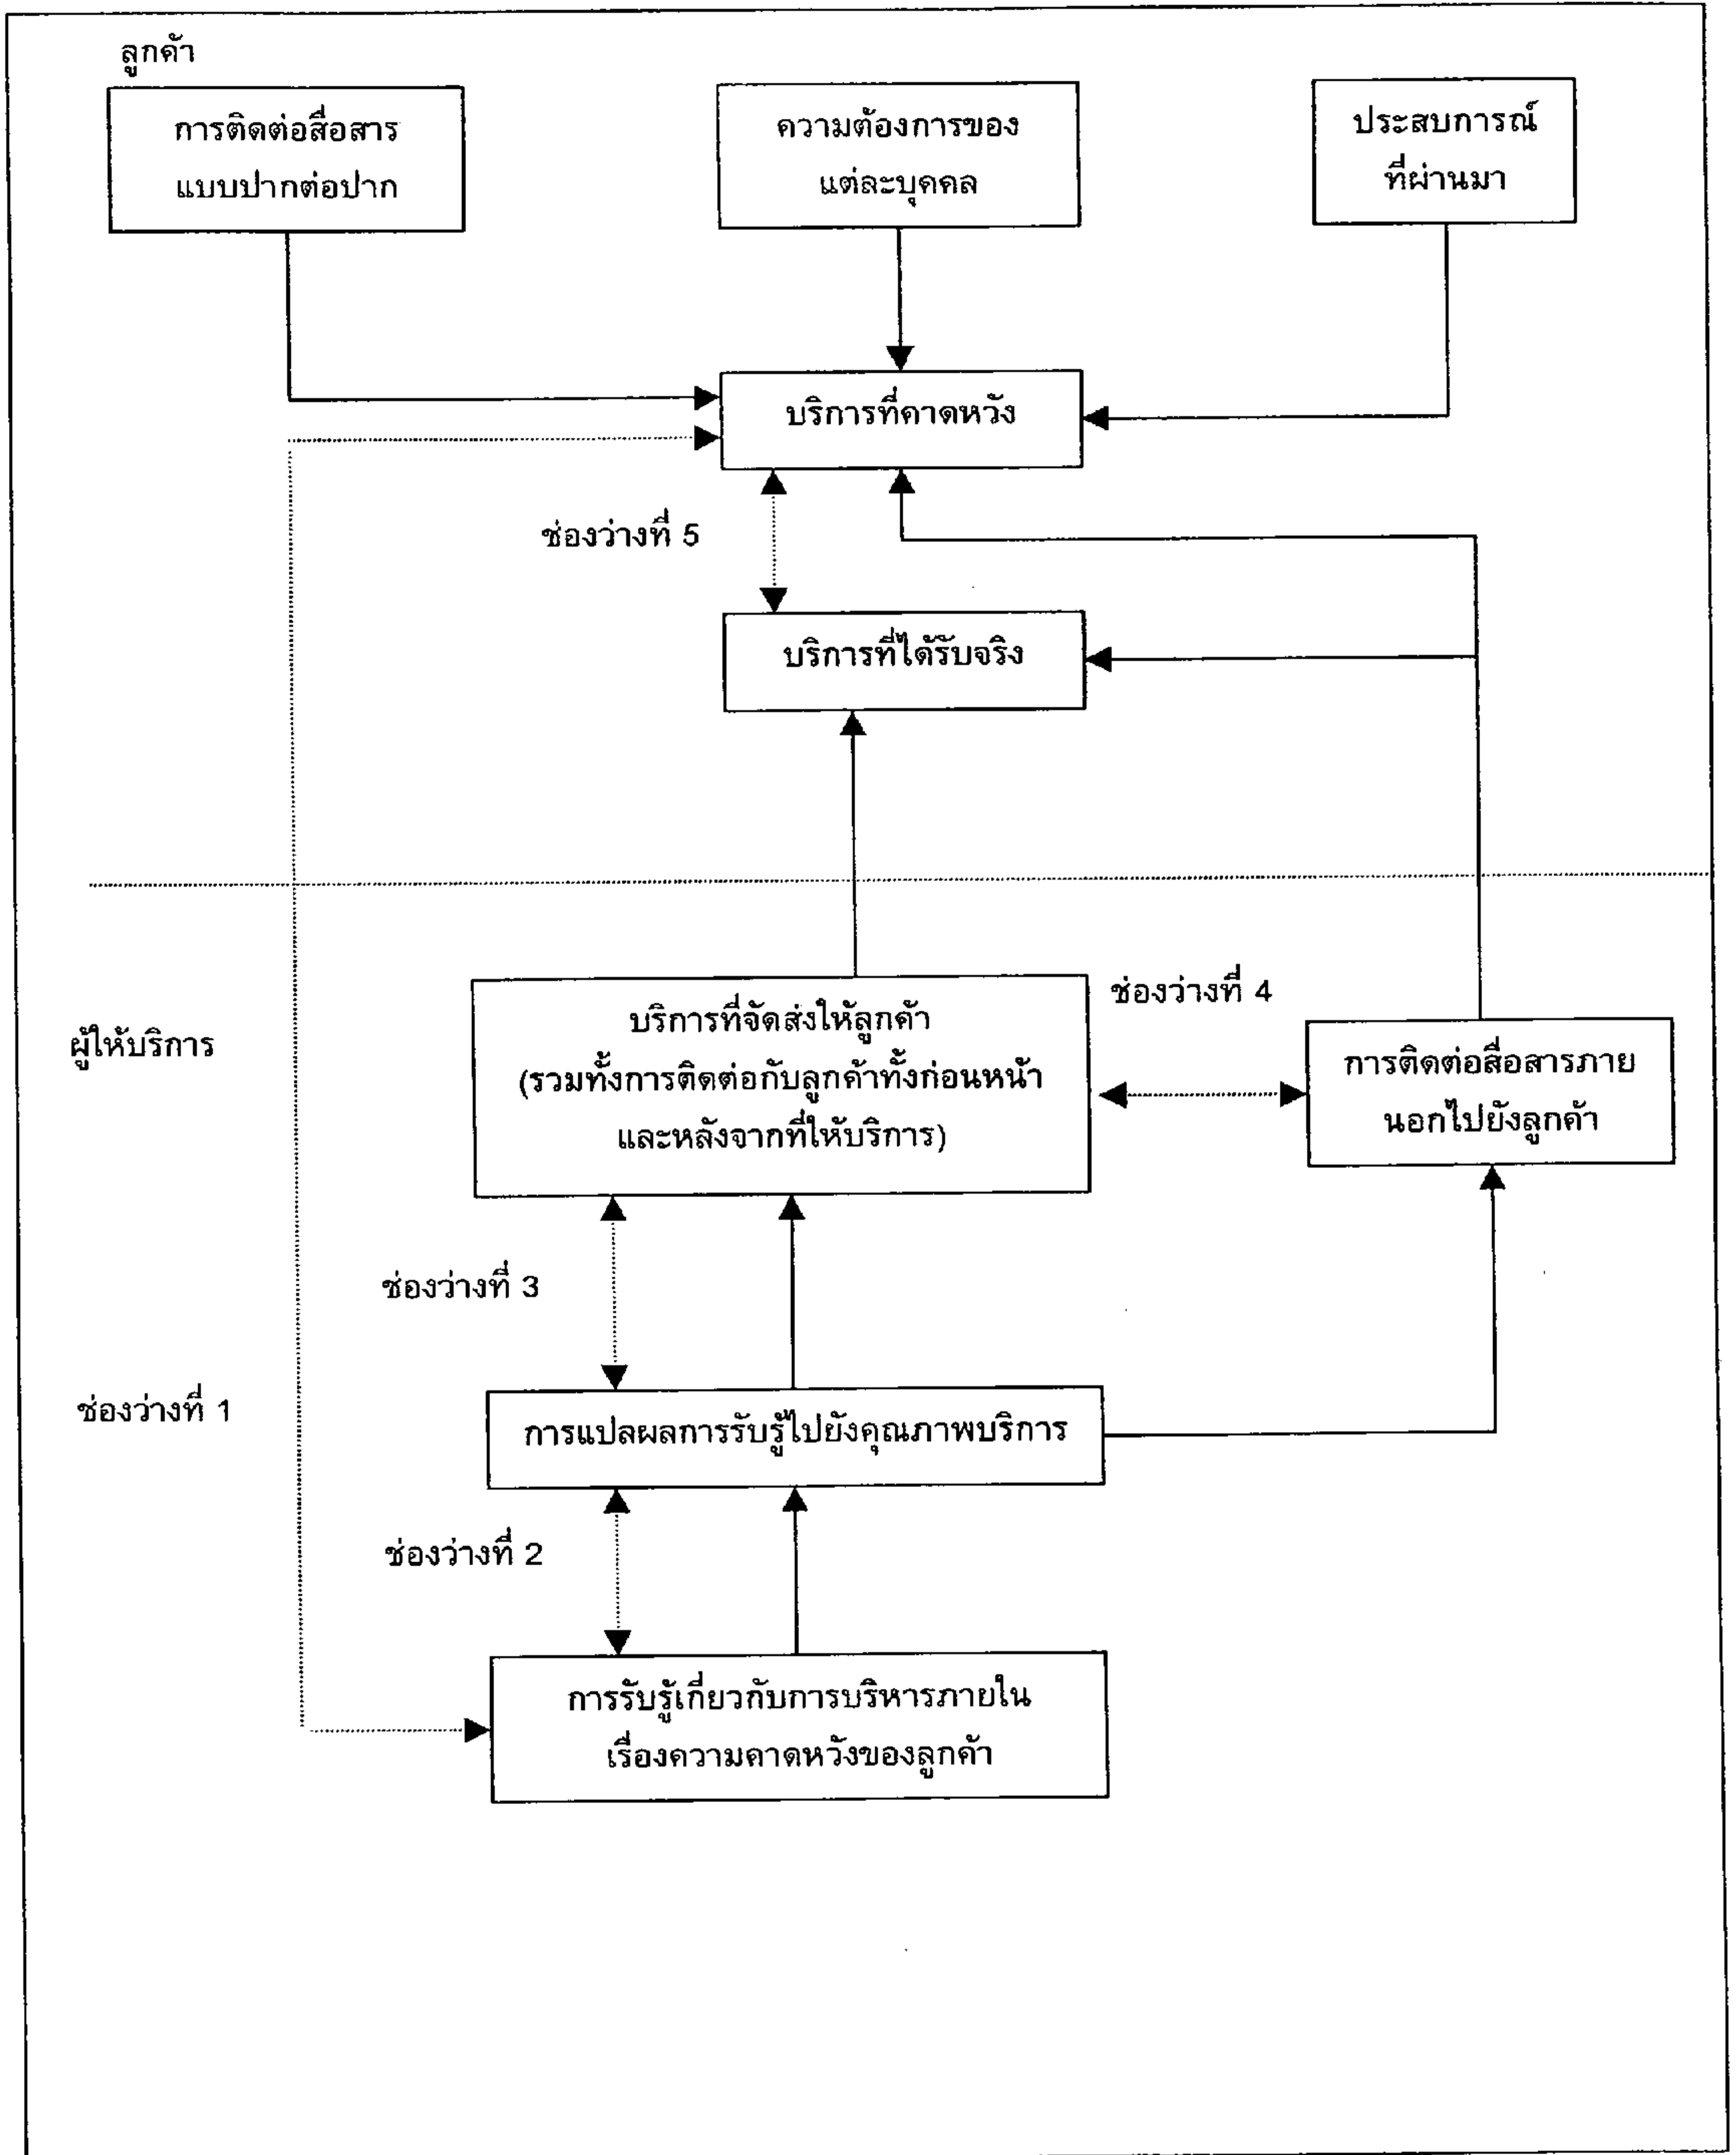 ลูกค้า
การติดต่อสื่อสาร
แบบปากต่อปาก
ความต้องการของ
แต่ละบุคคล
ประสบการณ์
ที่ผ่านมา
บริการที่คาดหวัง
ช่องว่างที่ 5
บริการที่ได้รับจริง
ผู้ให้บริการ
บริการที่จัดส่งให้ลูกค้า
(รวมทั้งการติดต่อกับลูกค้าทั้งก่อนหน้า
และหลังจากที่ให้บริการ)
ช่องว่างที่ 4
การติดต่อสื่อสารภาย
นอกไปยังลูกค้า
ช่องว่างที่ 3
ช่องว่างที่ 1
การแปลผลการรับรู้ไปยังคุณภาพบริการ
ช่องว่างที่ 2
การรับรู้เกี่ยวกับการบริหารภายใน
เรื่องความคาดหวังของลูกค้า